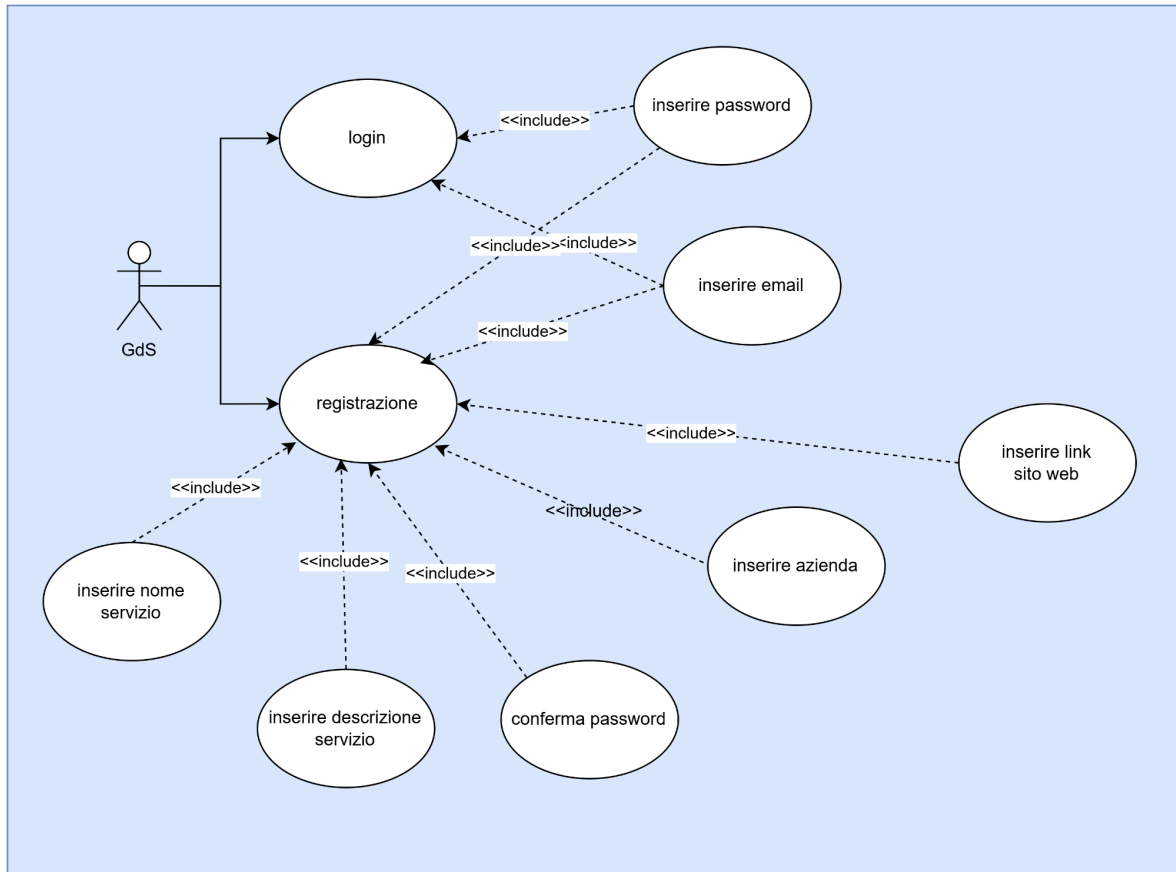 inserire password
<<include>>
login
<<include>>
<<include>>
inserire email
<<include>>
GdS
registrazione
<<include>>
inserire link
sito web
<<include>>
<<include>>
inserire azienda
<<include>>
<<include>>
inserire nome
servizio
inserire descrizione
servizio
conferma password